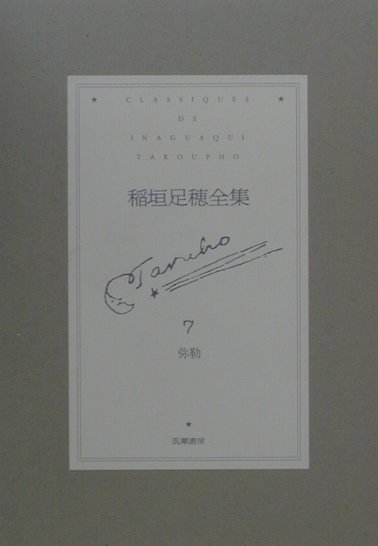 ★ CLASSIQUES ★
DE
INAGUAQUI
TAROUPHO
稲垣足穂全集
Taruho
7
弥勒
★
筑摩書房